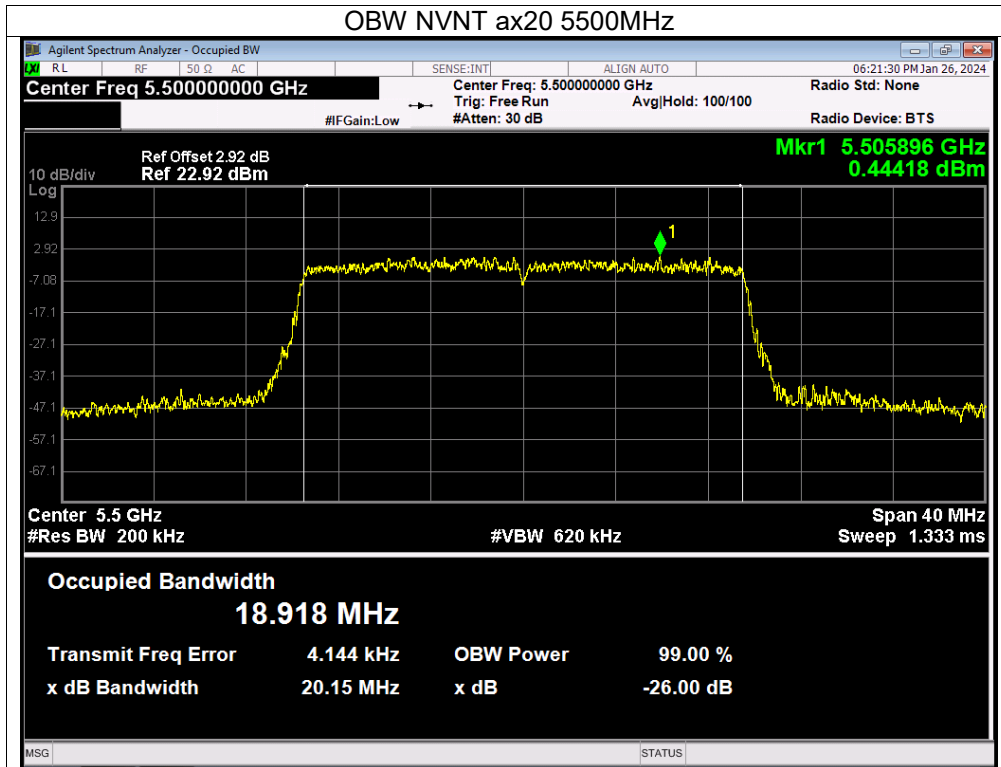 OBW NVNT ax20 5500MHz
Agilent Spectrum Analyzer - Occupied BW
LXI RL RF 50 Ω AC SENSE:INT ALIGN AUTO 06:21:30 PM Jan 26, 2024
Center Freq 5.500000000 GHz Center Freq: 5.500000000 GHz Radio Std: None
Trig: Free Run Avg|Hold: 100/100
#IFGain:Low #Atten: 30 dB Radio Device: BTS
Ref Offset 2.92 dB Mkr1 5.505896 GHz
10 dB/div Ref 22.92 dBm 0.44418 dBm
Log
12.9
1
2.92
-7.08
-17.1
-27.1
-37.1
-47.1
-57.1
-67.1
Center 5.5 GHz Span 40 MHz
#Res BW 200 kHz #VBW 620 kHz Sweep 1.333 ms
Occupied Bandwidth
18.918 MHz
Transmit Freq Error 4.144 kHz OBW Power 99.00 %
x dB Bandwidth 20.15 MHz x dB -26.00 dB
MSG STATUS